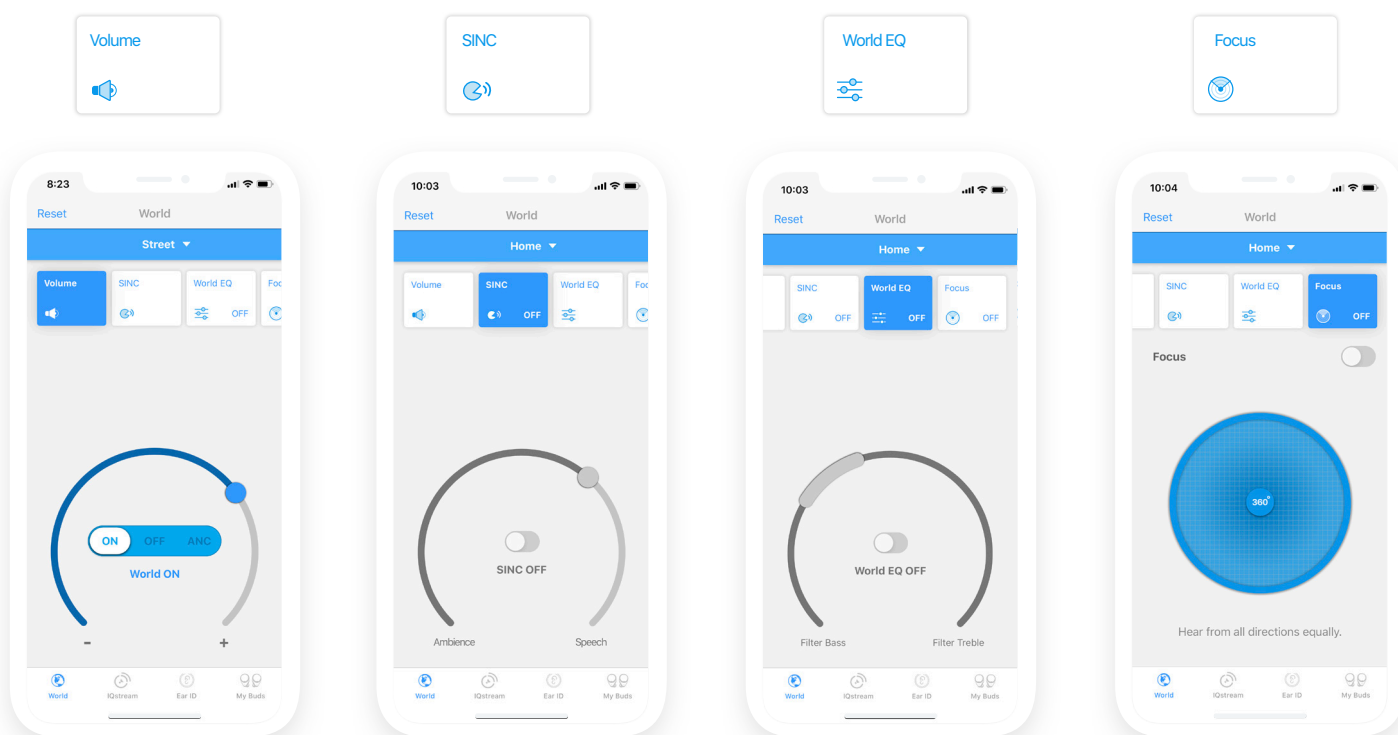 Volume
SINC
World EQ
Focus
8:23
Reset World
Street
Volume SINC World EQ Foc
OFF
ON OFF ANC
World ON
- +
World IQstream Ear ID My Buds
10:03
Reset World
Home
Volume SINC World EQ Foc
OFF
SINC OFF
Ambience Speech
World IQstream Ear ID My Buds
10:03
Reset World
Home
SINC World EQ Focus
OFF OFF OFF
World EQ OFF
Filter Bass Filter Treble
World IQstream Ear ID My Buds
10:04
Reset World
Home
SINC World EQ Focus
OFF
Focus
360°
Hear from all directions equally.
World IQstream Ear ID My Buds